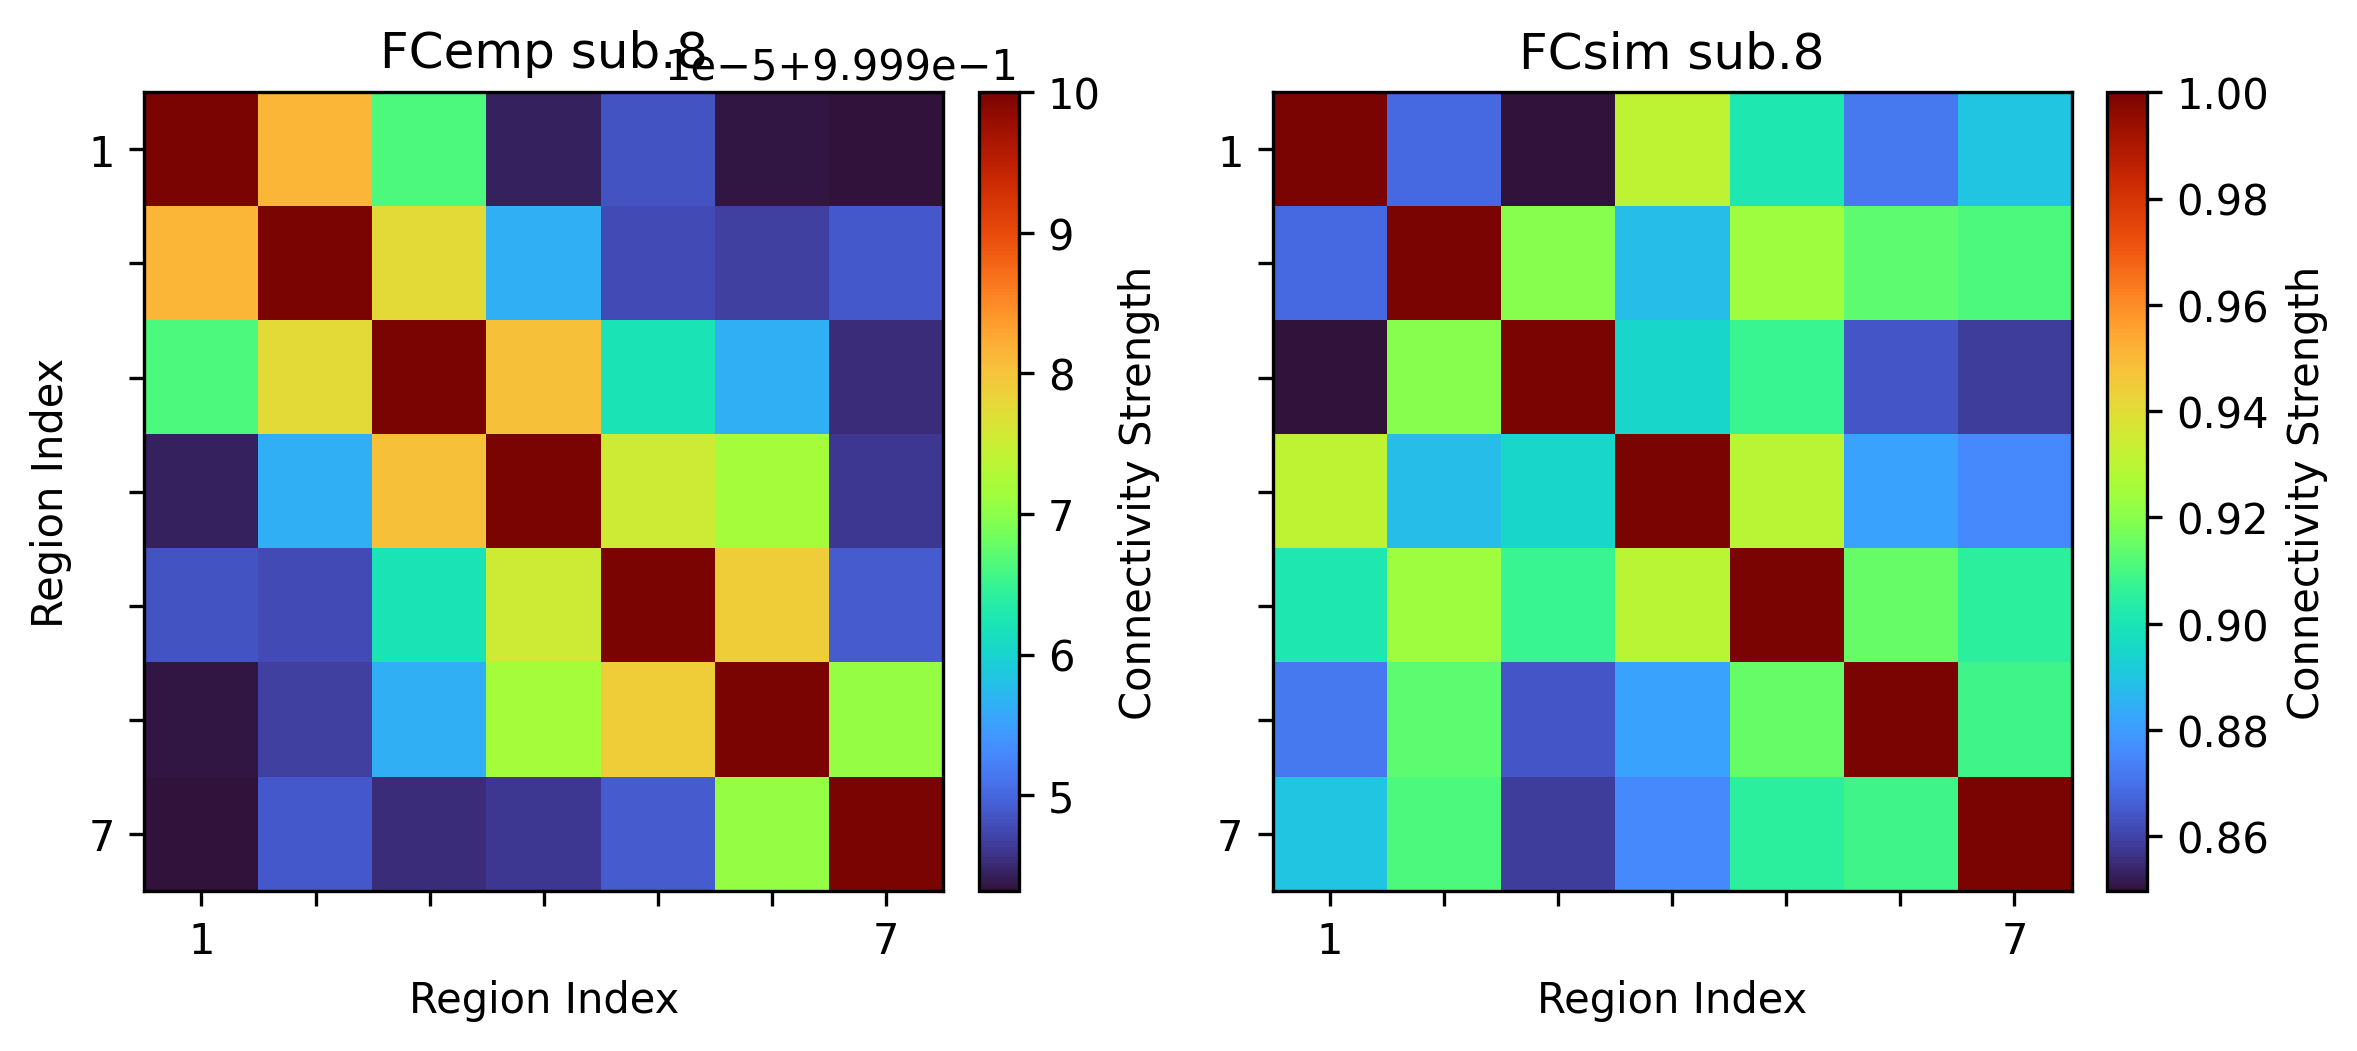 FCemp sub.8
1e−5+9.999e−1
1
7
Region Index
1
7
Region Index
10
9
8
7
6
5
Connectivity Strength
FCsim sub.8
1
7
1
7
Region Index
1.00
0.98
0.96
0.94
0.92
0.90
0.88
0.86
Connectivity Strength